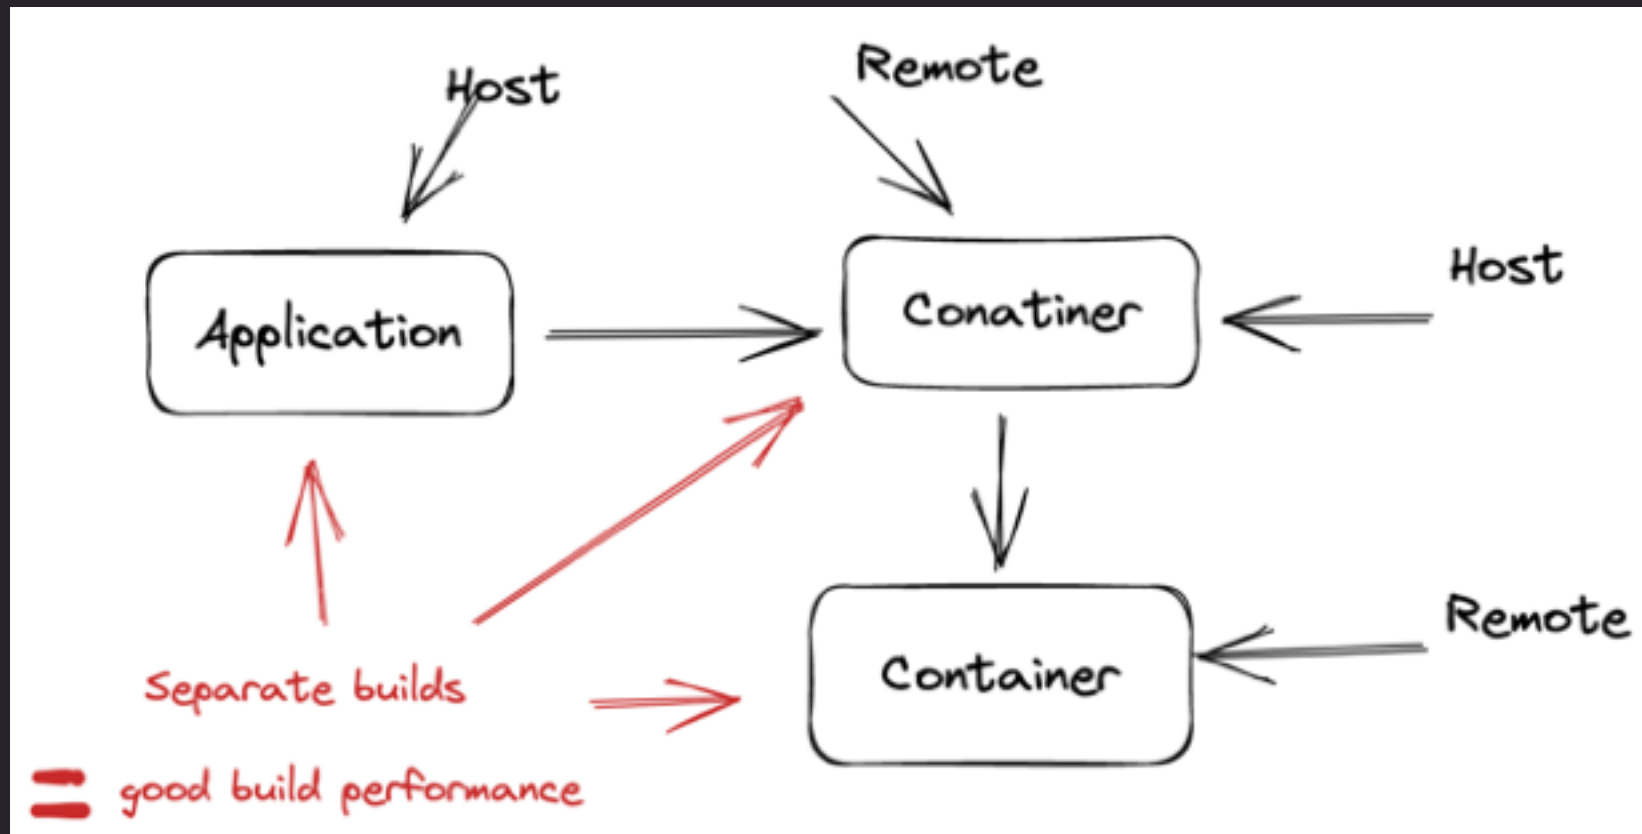 Host
Remote
Host
Application
Conatiner
Remote
Container
Separate builds
= good build performance